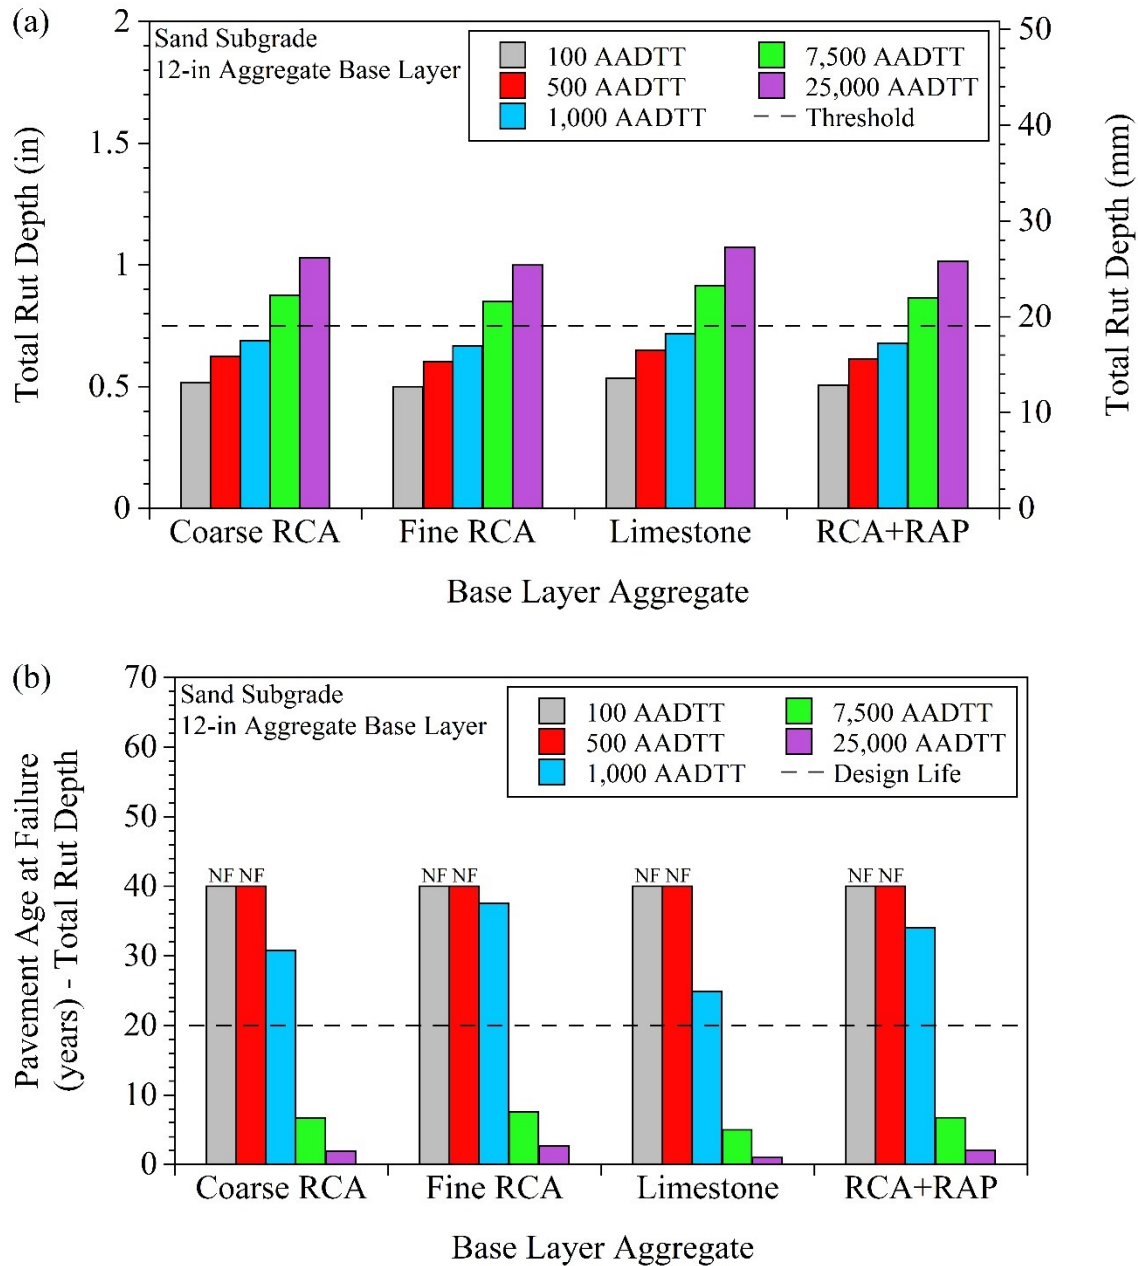 (a)
Sand Subgrade
12-in Aggregate Base Layer
100 AADTT
7,500 AADTT
500 AADTT
25,000 AADTT
1,000 AADTT
Threshold
Total Rut Depth (in)
2
1.5
1
0.5
0
Total Rut Depth (mm)
50
40
30
20
10
0
Coarse RCA
Fine RCA
Limestone
RCA+RAP
Base Layer Aggregate
(b)
Sand Subgrade
12-in Aggregate Base Layer
100 AADTT
7,500 AADTT
500 AADTT
25,000 AADTT
1,000 AADTT
Design Life
Pavement Age at Failure
(years) - Total Rut Depth
70
60
50
40
30
20
10
0
NF NF
NF NF
NF NF
NF NF
Coarse RCA
Fine RCA
Limestone
RCA+RAP
Base Layer Aggregate